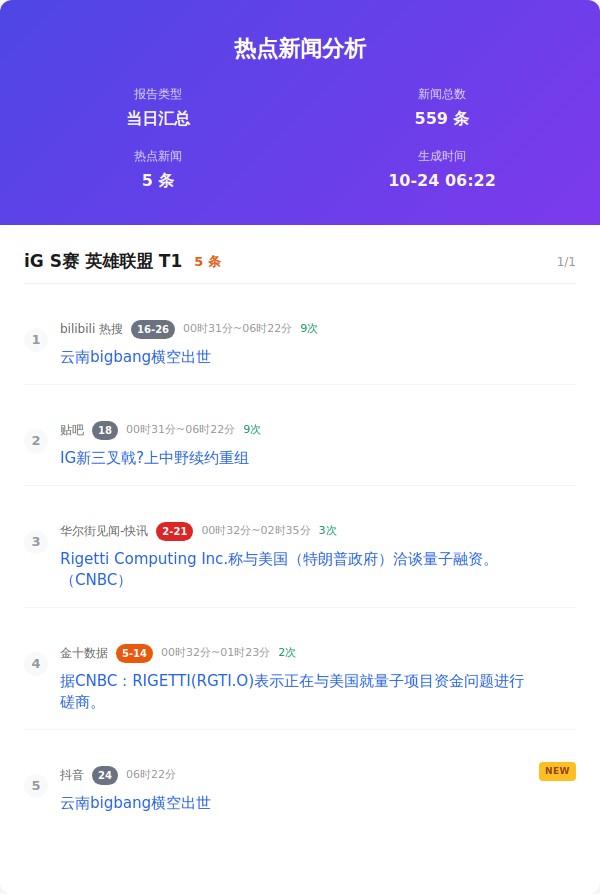 热点新闻分析
报告类型
新闻总数
当日汇总
559 条
热点新闻
生成时间
5 条
10-24 06:22
iG S赛 英雄联盟 T1 5 条 1/1
1
bilibili 热搜 16-26 00时31分~06时22分 9次
云南bigbang横空出世
2
贴吧 18 00时31分~06时22分 9次
IG新三叉戟?上中野续约重组
3
华尔街见闻-快讯 2-21 00时32分~02时35分 3次
Rigetti Computing Inc.称与美国（特朗普政府）洽谈量子融资。
（CNBC）
4
金十数据 5-14 00时32分~01时23分 2次
据CNBC：RIGETTI(RGTI.O)表示正在与美国就量子项目资金问题进行
磋商。
5
抖音 24 06时22分 NEW
云南bigbang横空出世